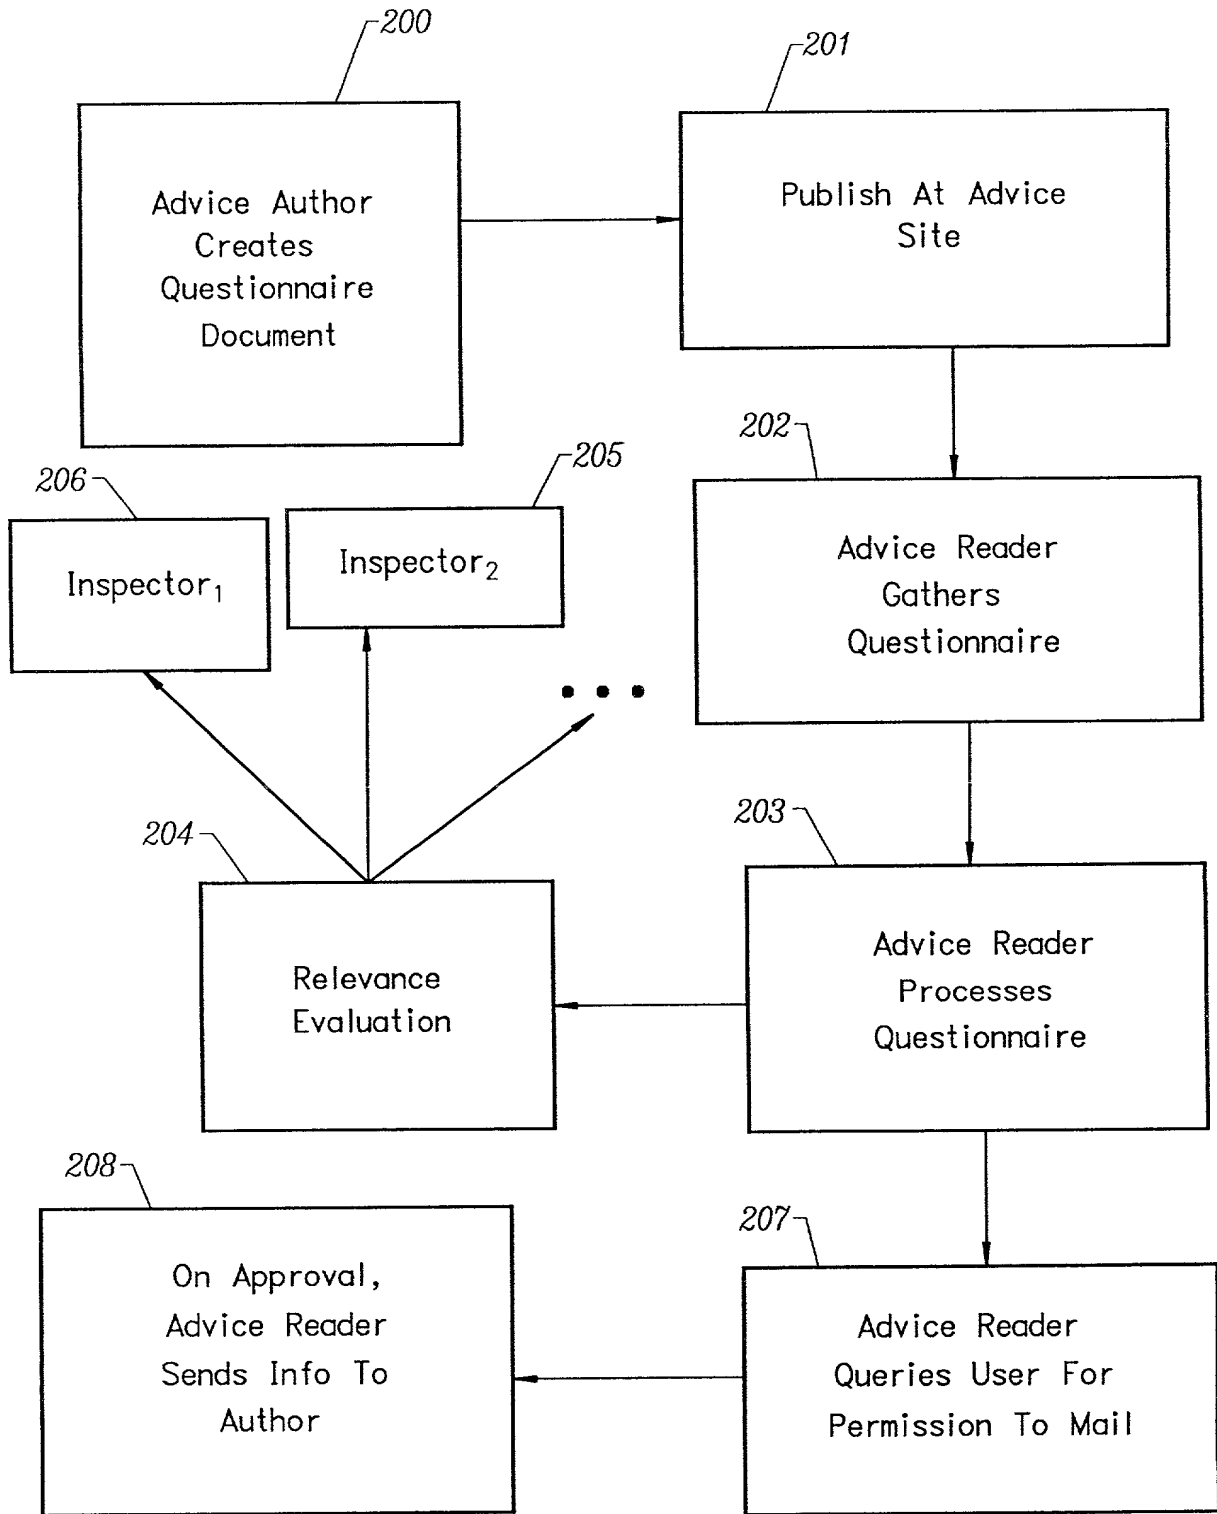 200
Advice Author
Creates
Questionnaire
Document
201
Publish At Advice
Site
202
Advice Reader
Gathers
Questionnaire
206
Inspector₁
205
Inspector₂
• • •
203
Advice Reader
Processes
Questionnaire
204
Relevance
Evaluation
207
Advice Reader
Queries User For
Permission To Mail
208
On Approval,
Advice Reader
Sends Info To
Author